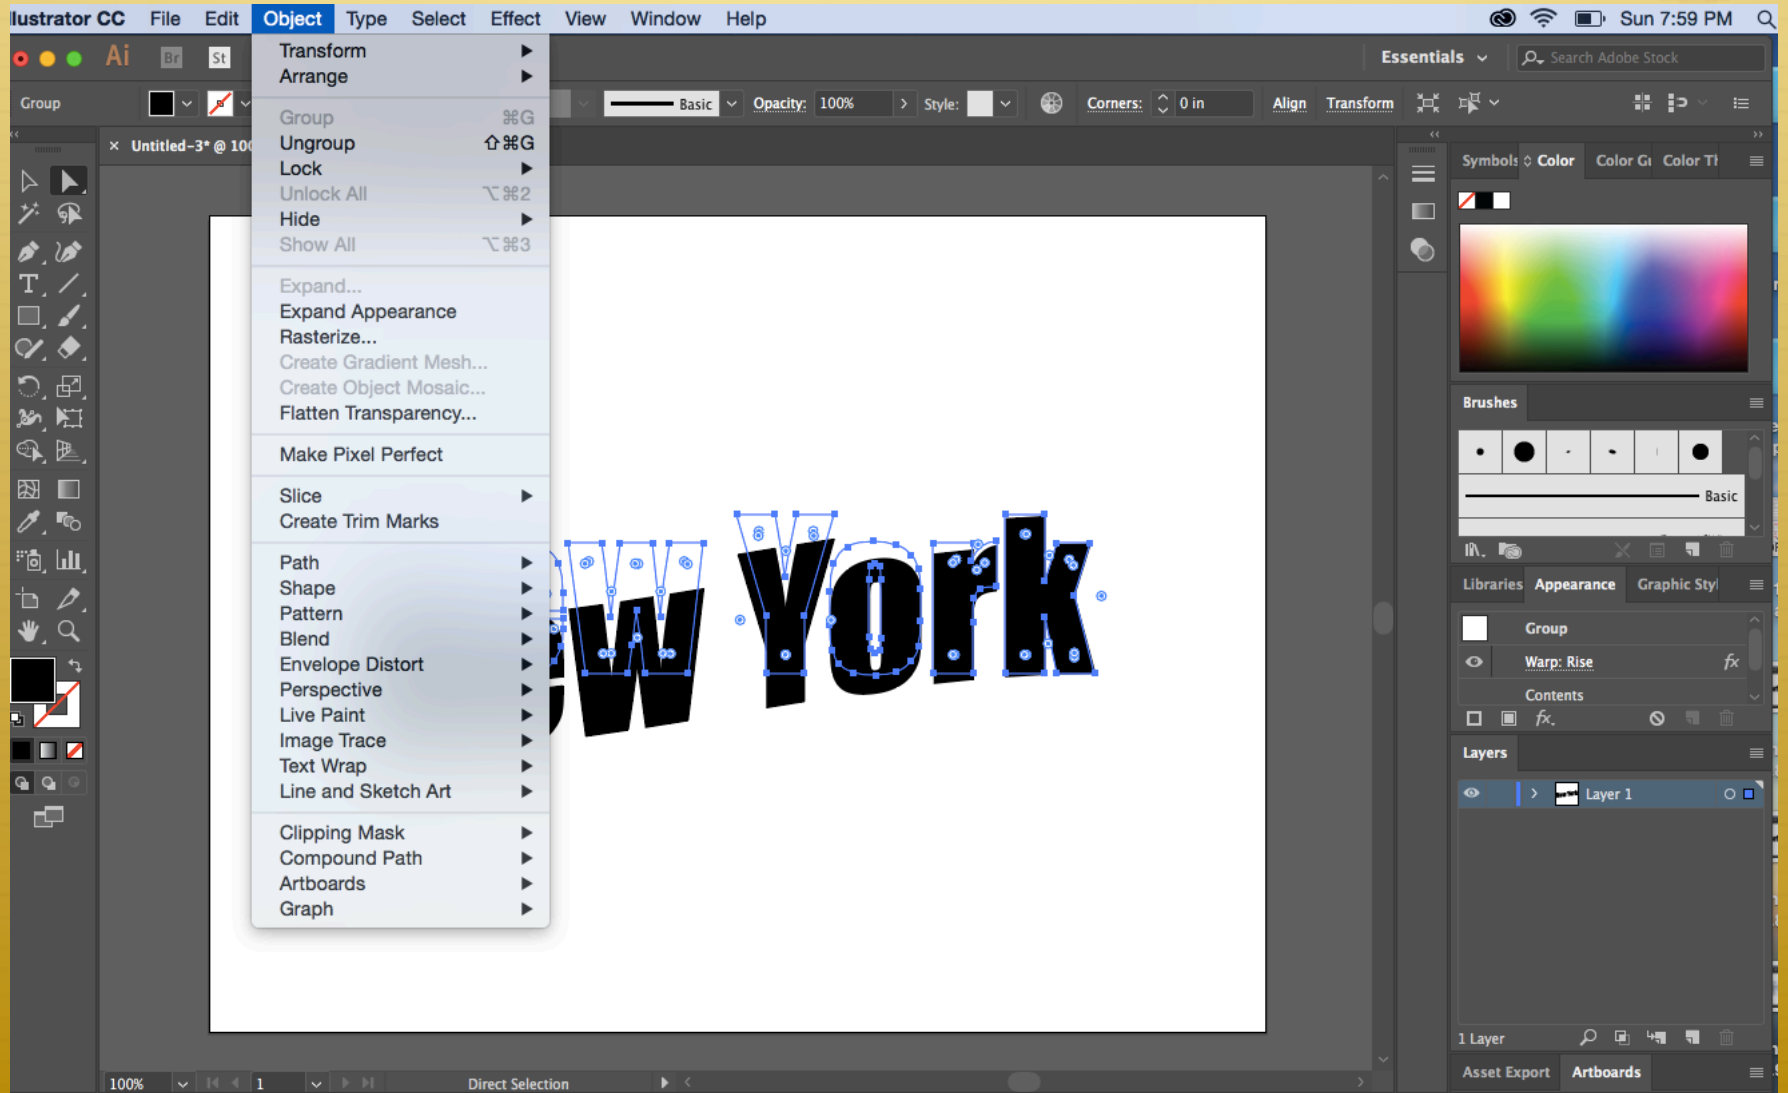 llustrator CC File Edit Object Type Select Effect View Window Help Sun 7:59 PM
Ai Br St Essentials Search Adobe Stock
Group Basic Opacity: 100% Style: Corners: 0 in Align Transform
× Untitled-3* @ 100
Transform
Arrange
Group ⌘G
Ungroup ⇧⌘G
Lock
Unlock All ⌥⌘2
Hide
Show All ⌥⌘3
Expand...
Expand Appearance
Rasterize...
Create Gradient Mesh...
Create Object Mosaic...
Flatten Transparency...
Make Pixel Perfect
Slice
Create Trim Marks
Path
Shape
Pattern
Blend
Envelope Distort
Perspective
Live Paint
Image Trace
Text Wrap
Line and Sketch Art
Clipping Mask
Compound Path
Artboards
Graph
ew York
Symbols Color Color Gu Color Th
Brushes
Basic
Libraries Appearance Graphic Styl
Group
Warp: Rise fx
Contents
fx.
Layers
Layer 1
1 Layer
Asset Export Artboards
100% 1 Direct Selection